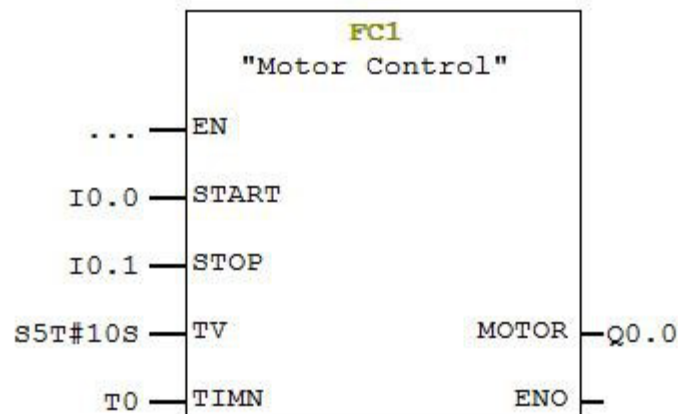 FC1
"Motor Control"
... EN
I0.0 START
I0.1 STOP
S5T#10S TV MOTOR Q0.0
T0 TIMN ENO